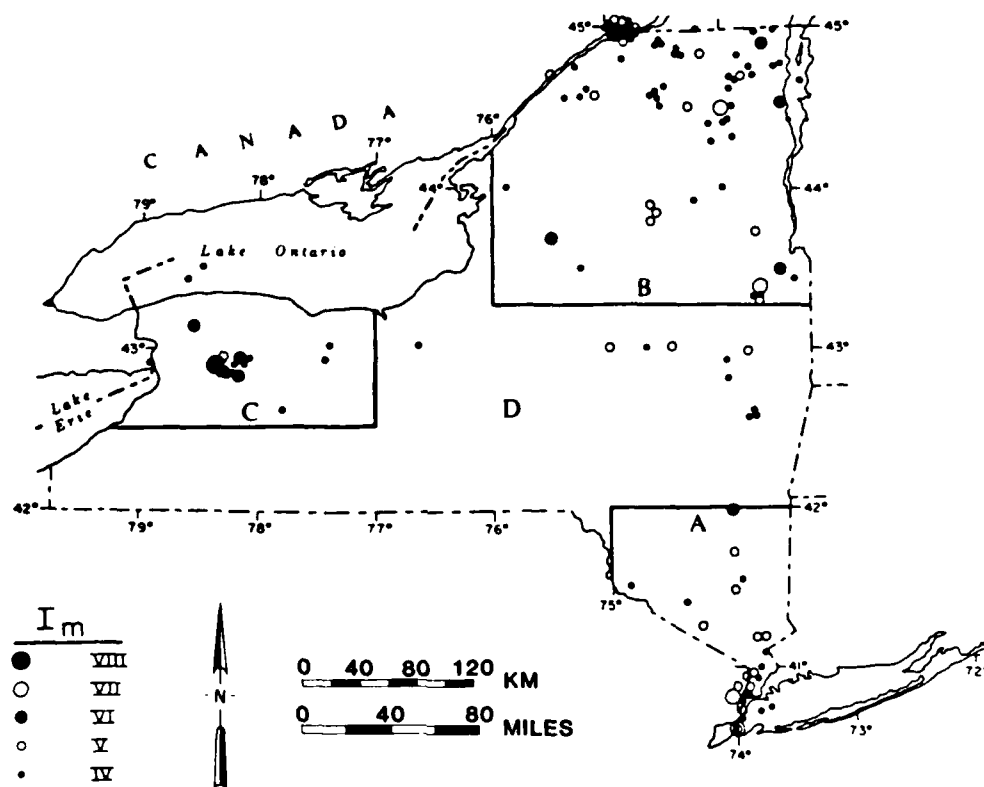 45°
L
45°
C A N A D A
76°
77°
78°
79°
44°
44°
Lake Ontario
B
43°
43°
Lake
Erie
C
D
42°
79°
78°
77°
76°
A
42°
75°
Im
VIII
VII
VI
V
IV
N
0 40 80 120 KM
0 40 80 MILES
41°
72°
73°
74°